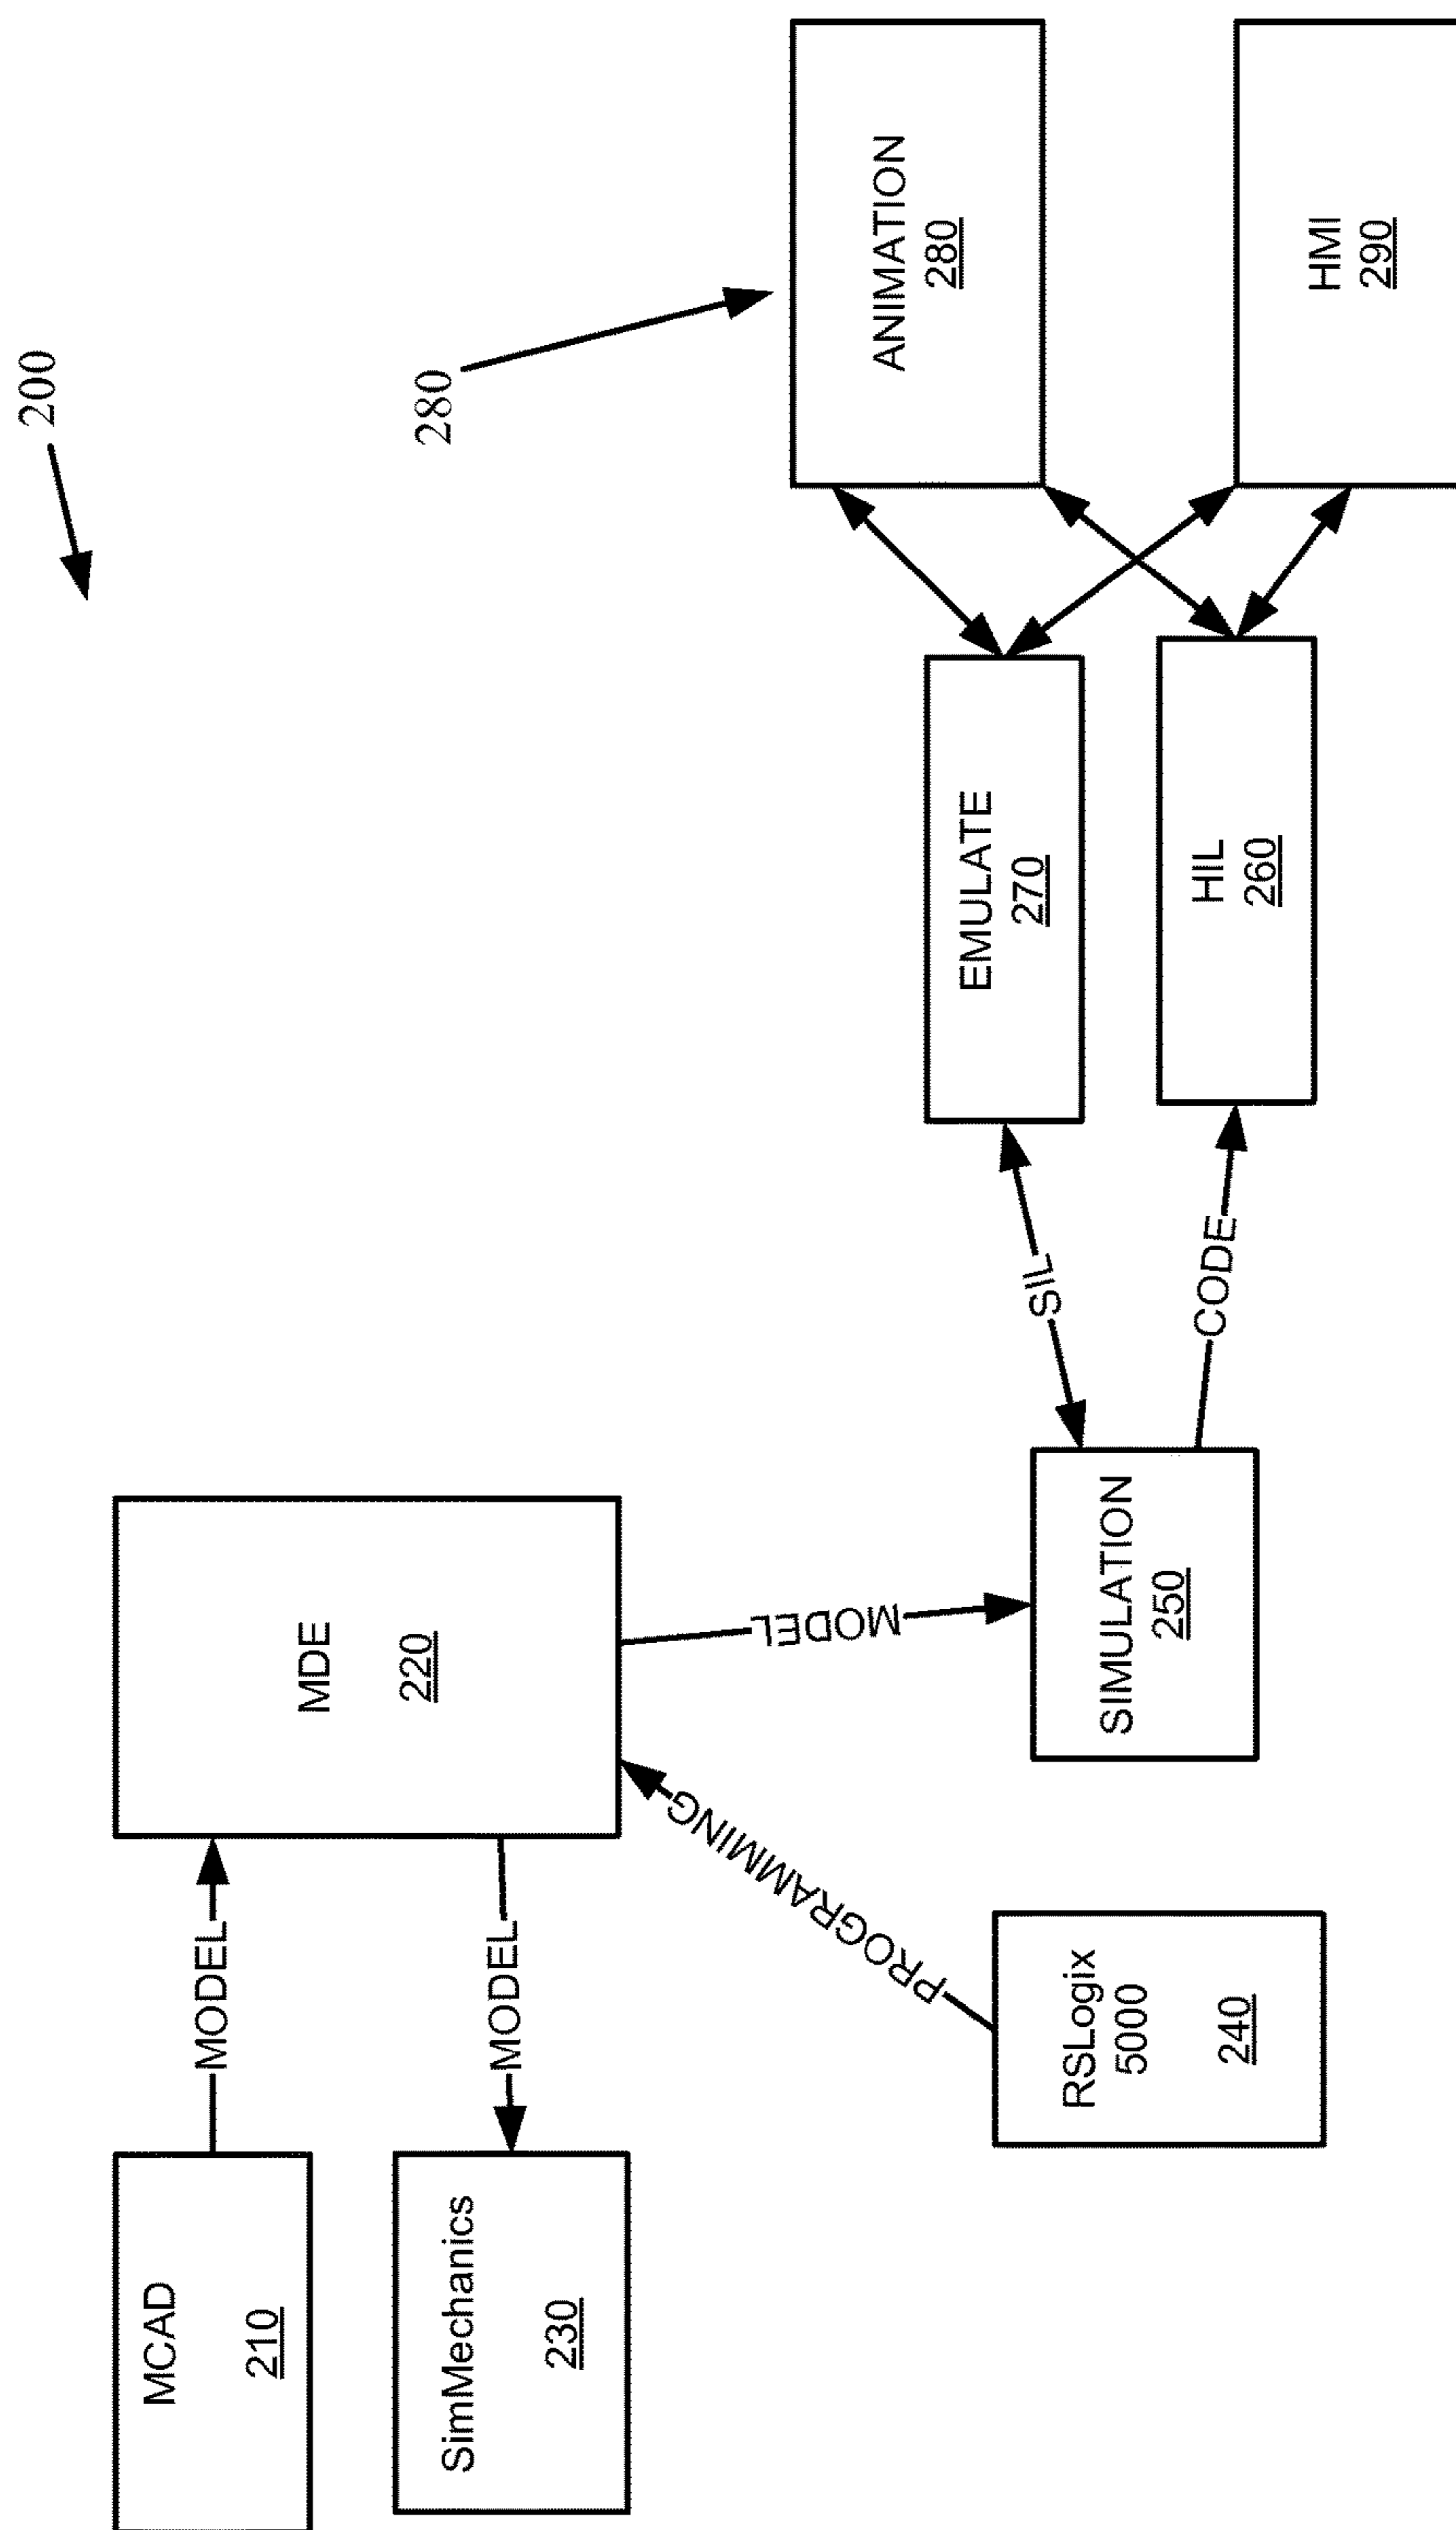 200
280
MCAD
210
MODEL
MDE
220
SimMechanics
230
MODEL
PROGRAMMING
RSLogix
5000
240
MODEL
SIMULATION
250
SIL
CODE
EMULATE
270
HIL
260
ANIMATION
280
HMI
290